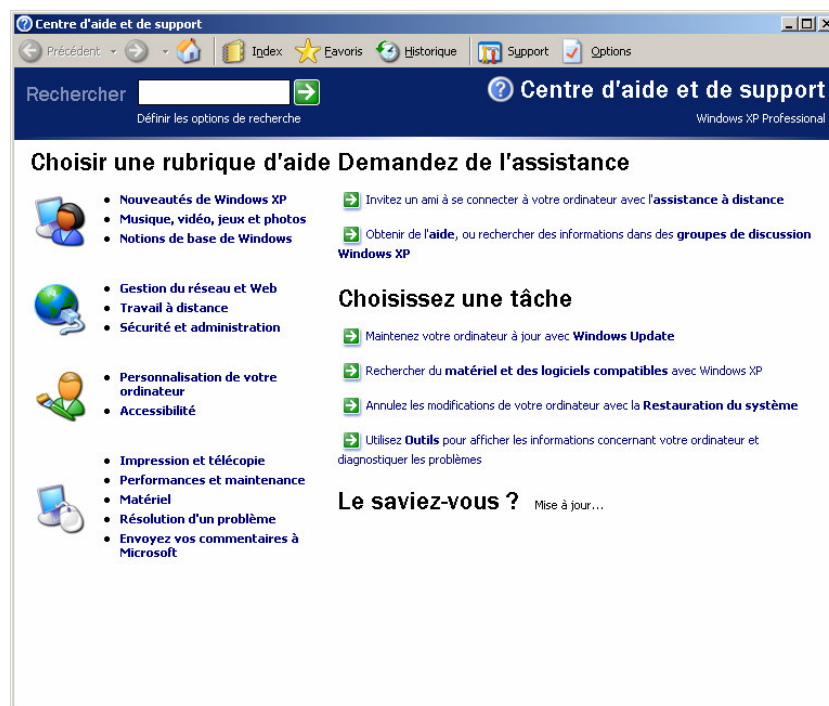 Centre d'aide et de support
Précédent Index Favoris Historique Support Options
Rechercher
Définir les options de recherche
Centre d'aide et de support
Windows XP Professional
Choisir une rubrique d'aide
Nouveautés de Windows XP
Musique, vidéo, jeux et photos
Notions de base de Windows
Gestion du réseau et Web
Travail à distance
Sécurité et administration
Personnalisation de votre
ordinateur
Accessibilité
Impression et télécopie
Performances et maintenance
Matériel
Résolution d'un problème
Envoyez vos commentaires à
Microsoft
Demandez de l'assistance
Invitez un ami à se connecter à votre ordinateur avec l'assistance à distance
Obtenir de l'aide, ou rechercher des informations dans des groupes de discussion
Windows XP
Choisissez une tâche
Maintenez votre ordinateur à jour avec Windows Update
Rechercher du matériel et des logiciels compatibles avec Windows XP
Annulez les modifications de votre ordinateur avec la Restauration du système
Utilisez Outils pour afficher les informations concernant votre ordinateur et
diagnostiquer les problèmes
Le saviez-vous ? Mise à jour...